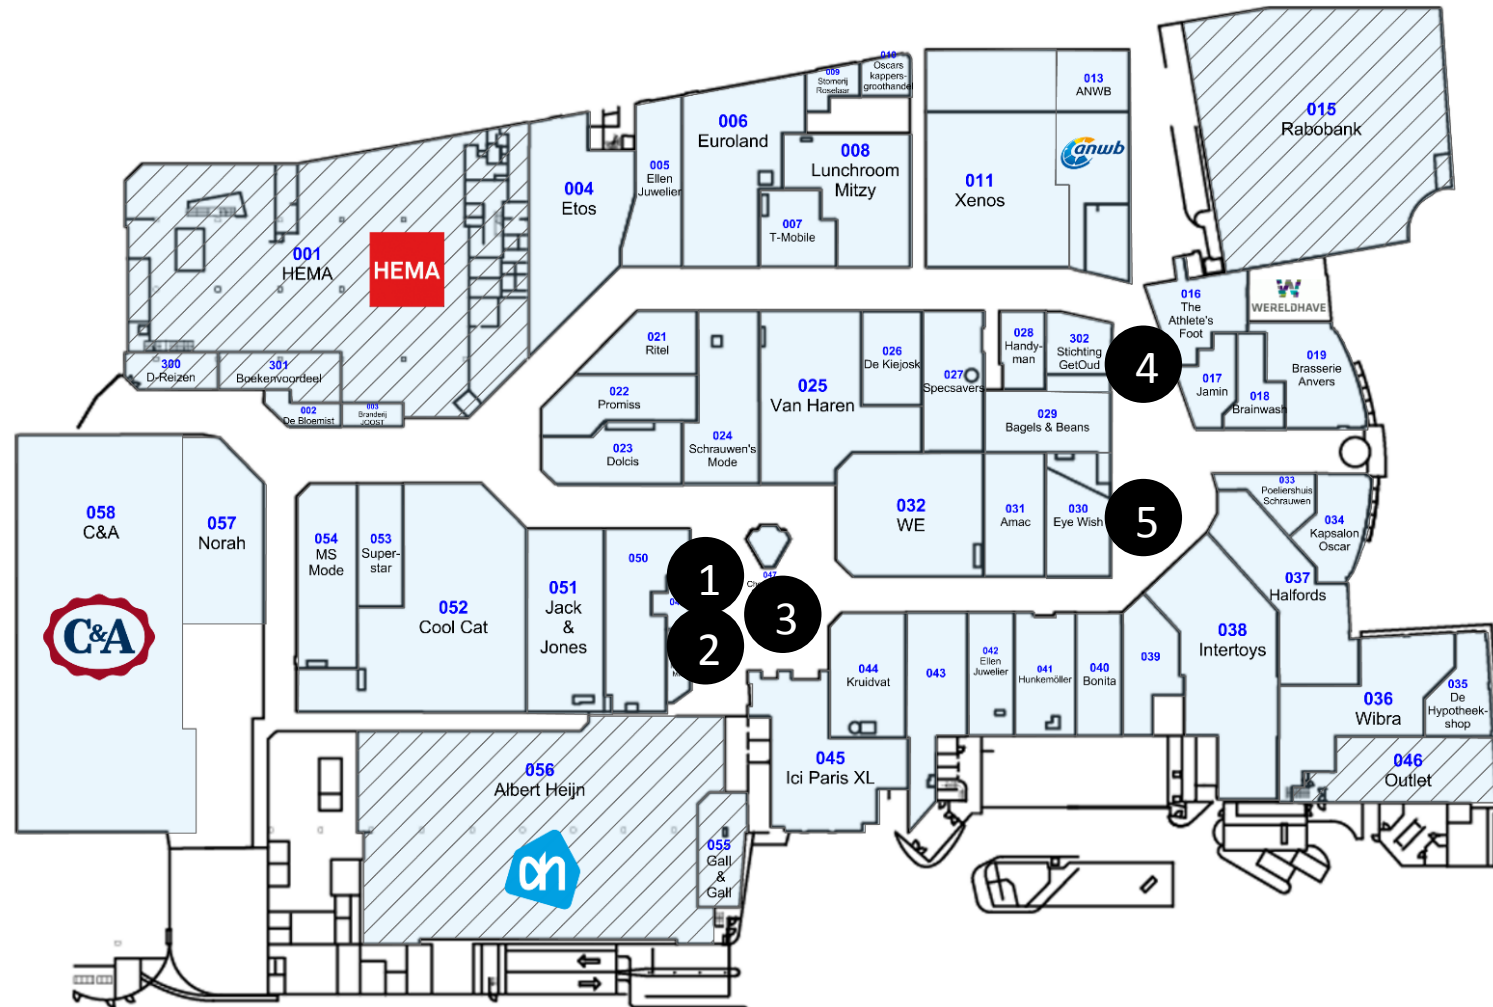 010
Oscars
kappers-
groothandel
009
Stomerij
Roselaar
013
ANWB
015
Rabobank
006
Euroland
008
Lunchroom
Mitzy
005
Ellen
Juwelier
004
Etos
011
Xenos
anwb
007
T-Mobile
001
HEMA
HEMA
016
The
Athlete's
Foot
W
WERELDHAVE
021
Ritel
025
Van Haren
026
De Kiejosk
027
Specsavers
028
Handy-
man
302
Stichting
GetOud
4
019
Brasserie
Anvers
017
Jamin
018
Brainwash
300
D-Reizen
301
Boekenvoordeel
002
De Bloemist
003
Branderij
JOOST
022
Promiss
023
Dolcis
024
Schrauwen's
Mode
029
Bagels & Beans
058
C&A
C&A
057
Norah
054
MS
Mode
053
Super-
star
052
Cool Cat
051
Jack
&
Jones
050
1
2
047
3
032
WE
031
Amac
030
Eye Wish
5
033
Poeliershuis
Schrauwen
034
Kapsalon
Oscar
037
Halfords
038
Intertoys
044
Kruidvat
043
042
Ellen
Juwelier
041
Hunkemöller
040
Bonita
039
036
Wibra
035
De
Hypotheek-
shop
046
Outlet
045
Ici Paris XL
056
Albert Heijn
ah
055
Gall
&
Gall